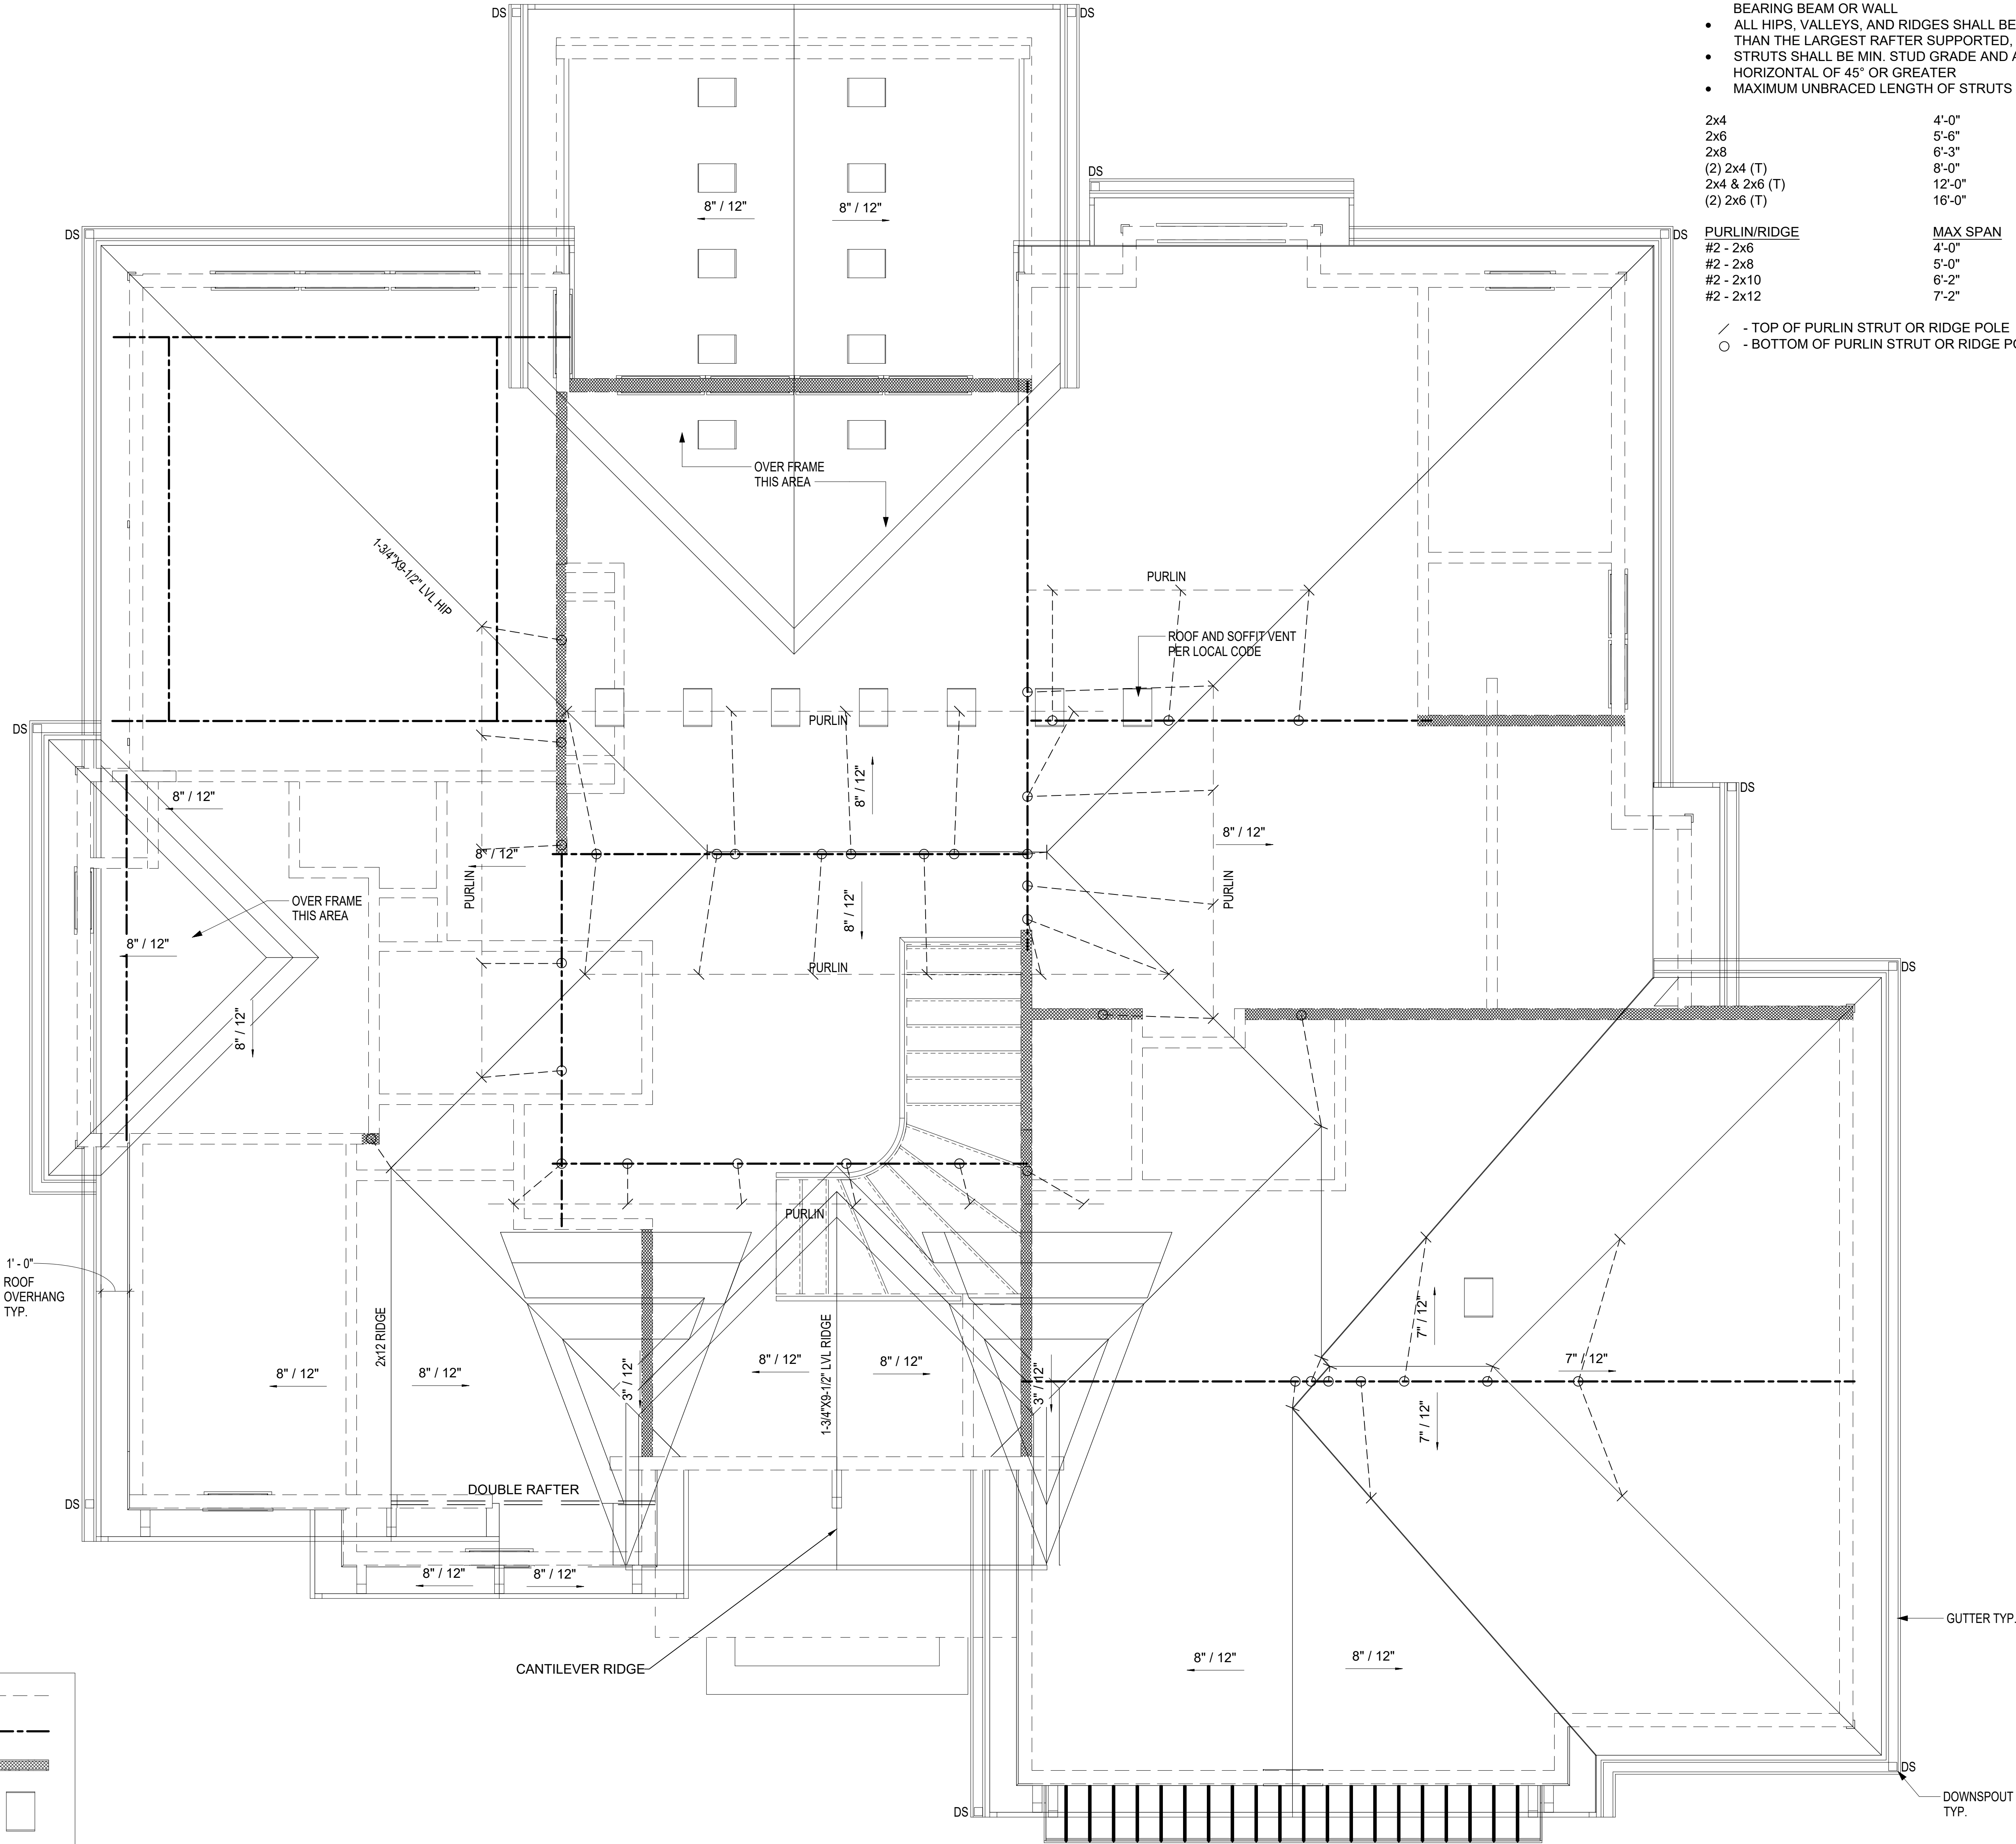 BEARING BEAM OR WALL
• ALL HIPS, VALLEYS, AND RIDGES SHALL BE
THAN THE LARGEST RAFTER SUPPORTED,
• STRUTS SHALL BE MIN. STUD GRADE AND A
HORIZONTAL OF 45° OR GREATER
• MAXIMUM UNBRACED LENGTH OF STRUTS
2x4 4'-0"
2x6 5'-6"
2x8 6'-3"
(2) 2x4 (T) 8'-0"
2x4 & 2x6 (T) 12'-0"
(2) 2x6 (T) 16'-0"
PURLIN/RIDGE MAX SPAN
#2 - 2x6 4'-0"
#2 - 2x8 5'-0"
#2 - 2x10 6'-2"
#2 - 2x12 7'-2"
- TOP OF PURLIN STRUT OR RIDGE POLE
- BOTTOM OF PURLIN STRUT OR RIDGE PO
DS
DS
DS
8" / 12"
8" / 12"
DS
DS
OVER FRAME
THIS AREA
1-3/4"X9-1/2" LVL HIP
PURLIN
ROOF AND SOFFIT VENT
PER LOCAL CODE
PURLIN
DS
DS
8" / 12"
8" / 12"
8" / 12"
8" / 12"
PURLIN
PURLIN
8" / 12"
OVER FRAME
THIS AREA
8" / 12"
PURLIN
DS
8" / 12"
PURLIN
1' - 0"
ROOF
OVERHANG
TYP.
2x12 RIDGE
1-3/4"X9-1/2" LVL RIDGE
7" / 12"
8" / 12"
8" / 12"
3" / 12"
8" / 12"
8" / 12"
3" / 12"
7" / 12"
7" / 12"
DOUBLE RAFTER
DS
8" / 12"
8" / 12"
GUTTER TYP.
CANTILEVER RIDGE
8" / 12"
8" / 12"
DS
DOWNSPOUT
TYP.
DS